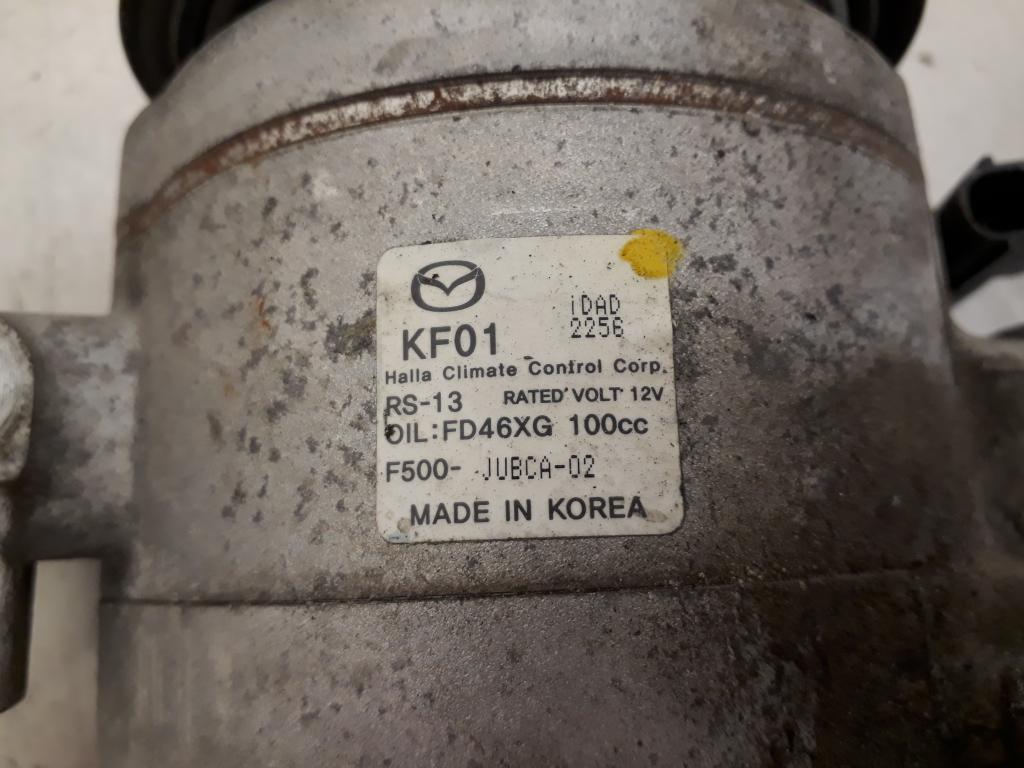 iDAD
2256
KF01
Halla Climate Control Corp.
RS-13 RATED VOLT 12V
OIL:FD46XG 100cc
F500- JUBCA-02
MADE IN KOREA